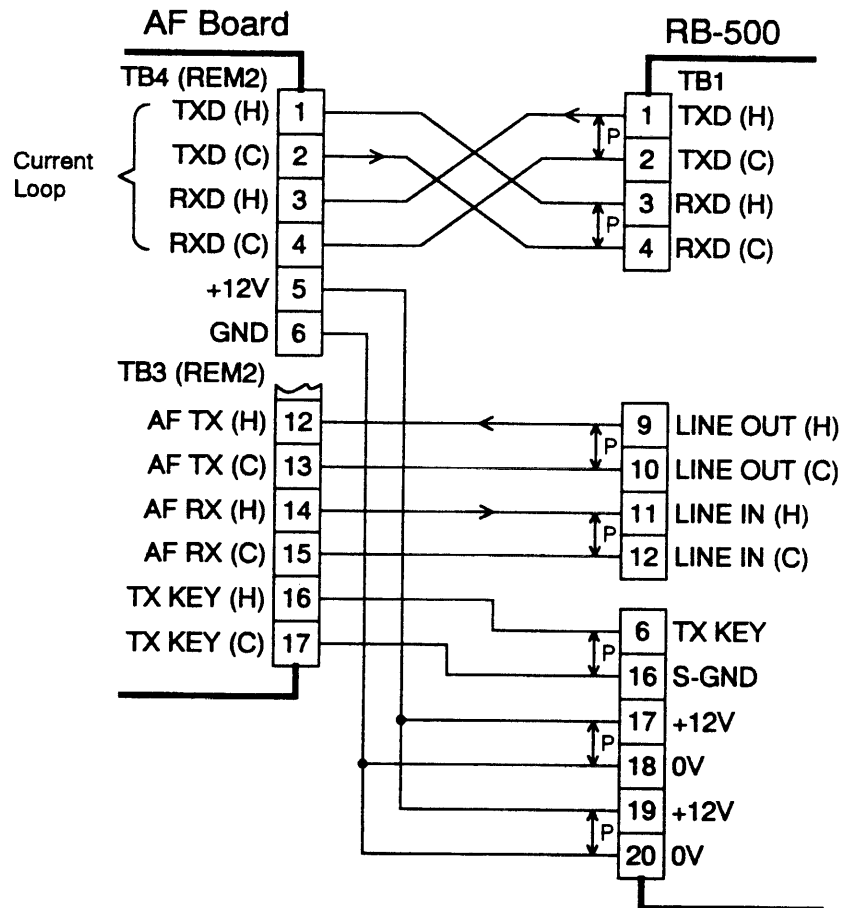 AF Board
RB-500
TB4 (REM2)
TB1
TXD (H) 1
1 TXD (H)
P
TXD (C) 2
2 TXD (C)
Current
Loop
RXD (H) 3
3 RXD (H)
P
RXD (C) 4
4 RXD (C)
+12V 5
GND 6
TB3 (REM2)
AF TX (H) 12
9 LINE OUT (H)
P
AF TX (C) 13
10 LINE OUT (C)
AF RX (H) 14
11 LINE IN (H)
P
AF RX (C) 15
12 LINE IN (C)
TX KEY (H) 16
6 TX KEY
P
TX KEY (C) 17
16 S-GND
17 +12V
P
18 0V
19 +12V
P
20 0V